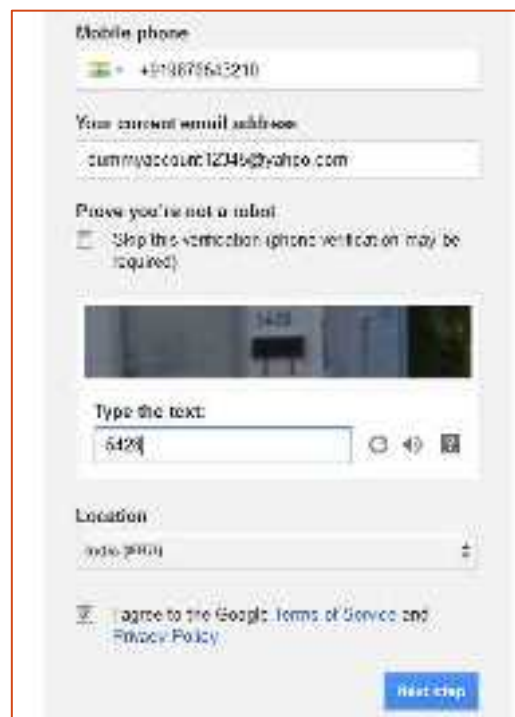 Mobile phone
+919876543210
Your current email address
dummyaccount12345@yahoo.com
Prove you're not a robot
Skip this verification (phone verification may be
required)
5428
Type the text:
5428
Location
India (भारत)
I agree to the Google Terms of Service and
Privacy Policy
Next step